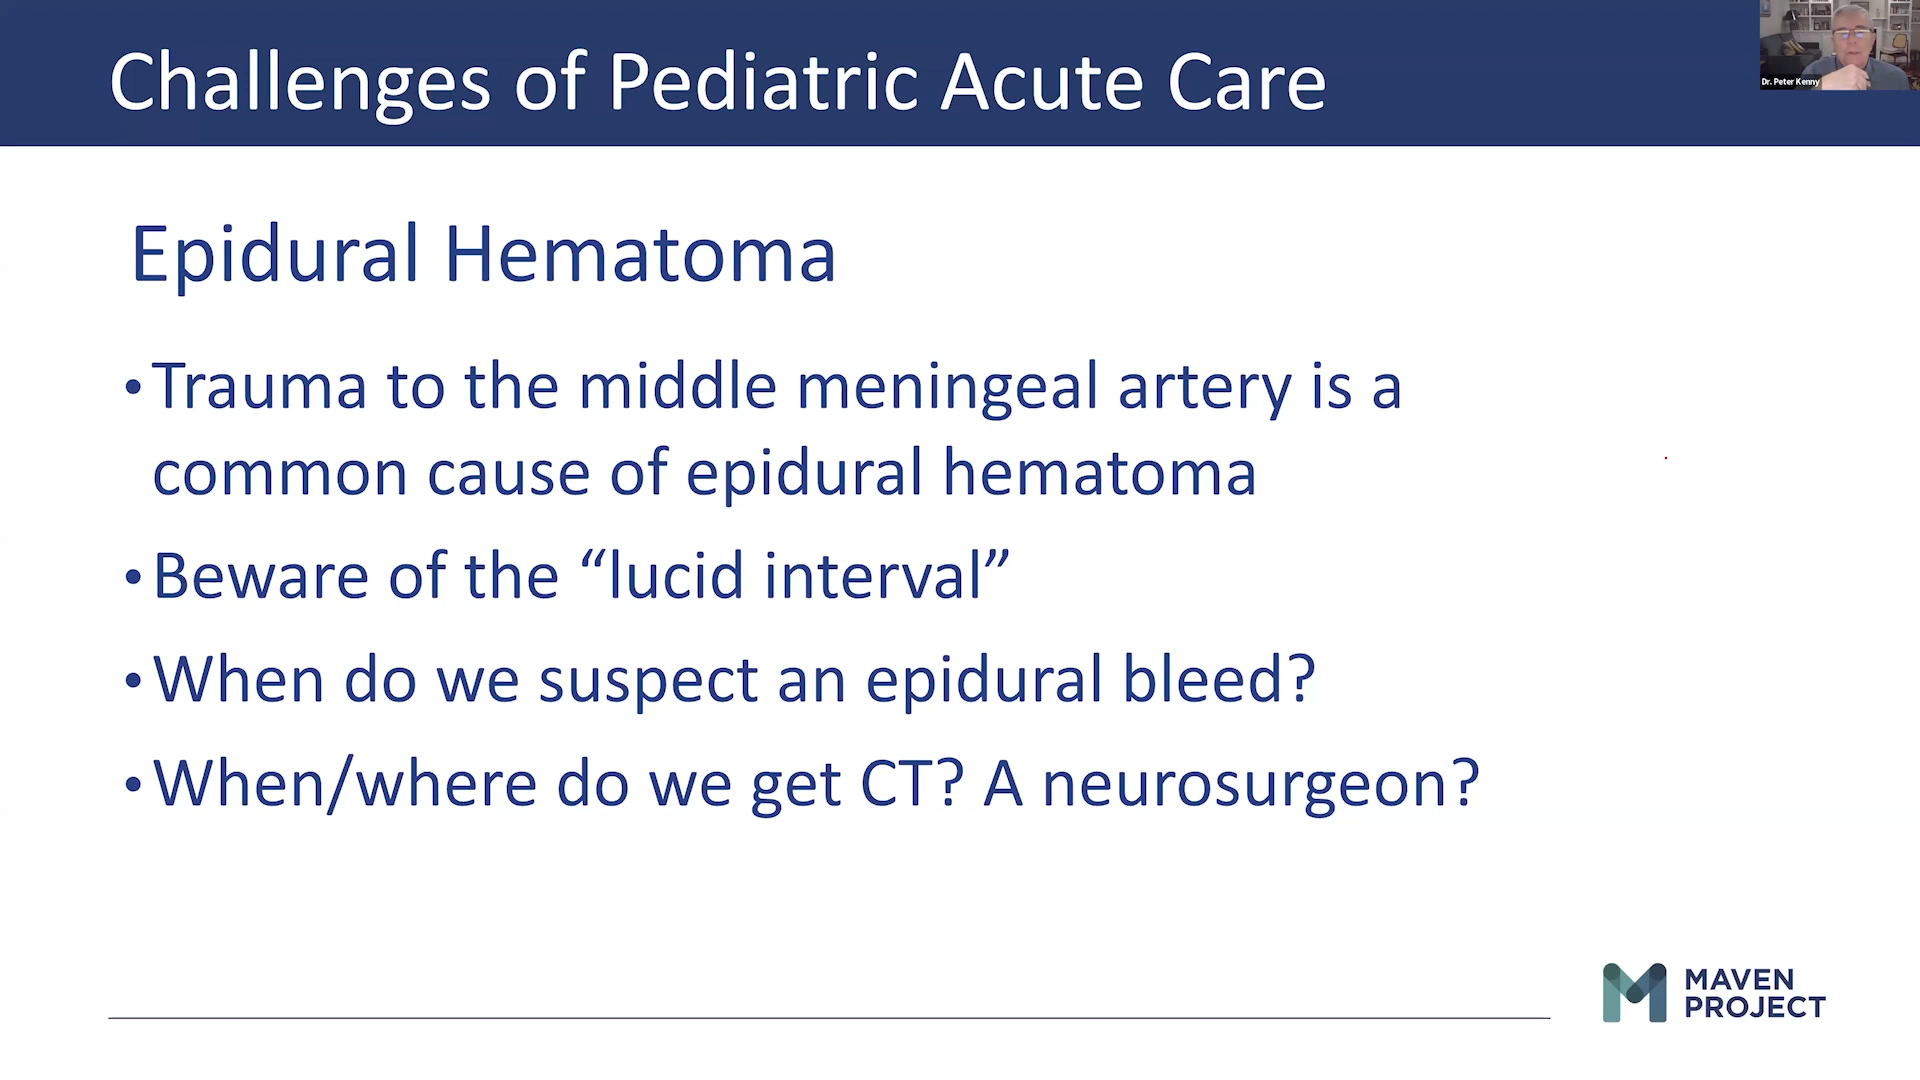 Challenges of Pediatric Acute Care
Dr. Peter Kenny
Epidural Hematoma
• Trauma to the middle meningeal artery is a
common cause of epidural hematoma
• Beware of the “lucid interval”
• When do we suspect an epidural bleed?
• When/where do we get CT? A neurosurgeon?
MAVEN
PROJECT